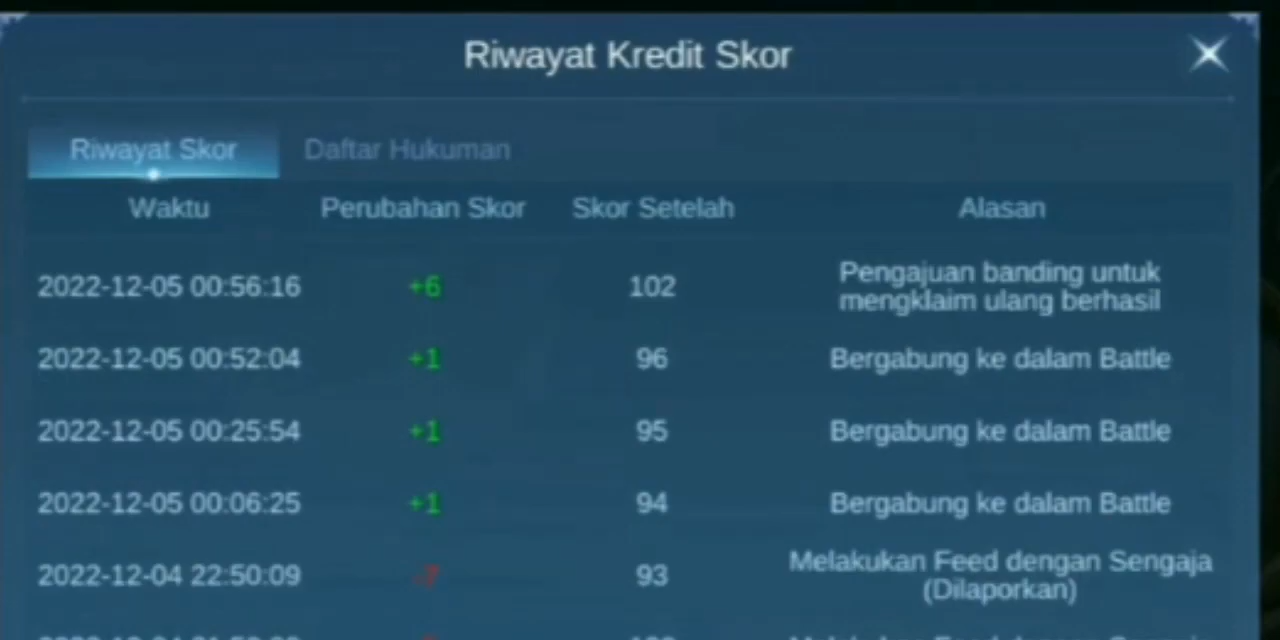 Riwayat Kredit Skor
Riwayat Skor Daftar Hukuman
Waktu Perubahan Skor Skor Setelah Alasan
2022-12-05 00:56:16 +6 102 Pengajuan banding untuk
mengklaim ulang berhasil
2022-12-05 00:52:04 +1 96 Bergabung ke dalam Battle
2022-12-05 00:25:54 +1 95 Bergabung ke dalam Battle
2022-12-05 00:06:25 +1 94 Bergabung ke dalam Battle
2022-12-04 22:50:09 -7 93 Melakukan Feed dengan Sengaja
(Dilaporkan)